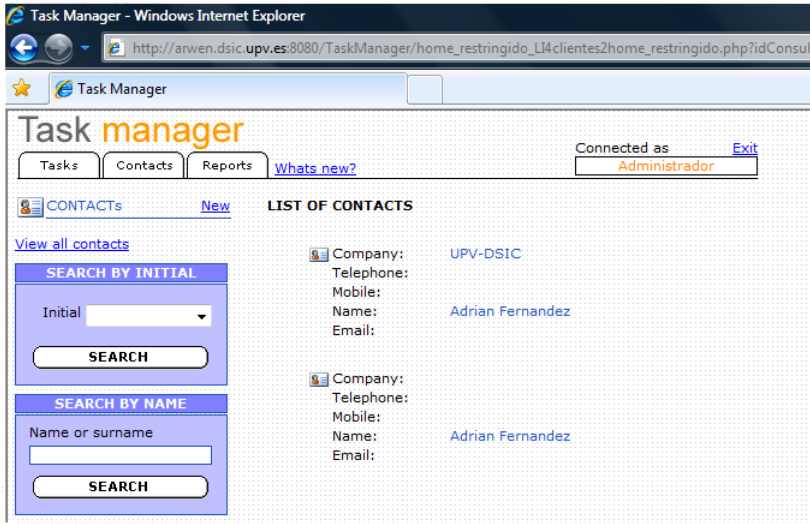 Task Manager - Windows Internet Explorer
http://arwen.dsic.upv.es:8080/TaskManager/home_restringido_LI4clientes2home_restringido.php?idConsul
Task Manager
Task manager
Connected as Exit
Tasks Contacts Reports Whats new? Administrador
CONTACTs New
LIST OF CONTACTS
View all contacts
SEARCH BY INITIAL
Initial
SEARCH
SEARCH BY NAME
Name or surname
SEARCH
Company: UPV-DSIC
Telephone:
Mobile:
Name: Adrian Fernandez
Email:
Company:
Telephone:
Mobile:
Name: Adrian Fernandez
Email: